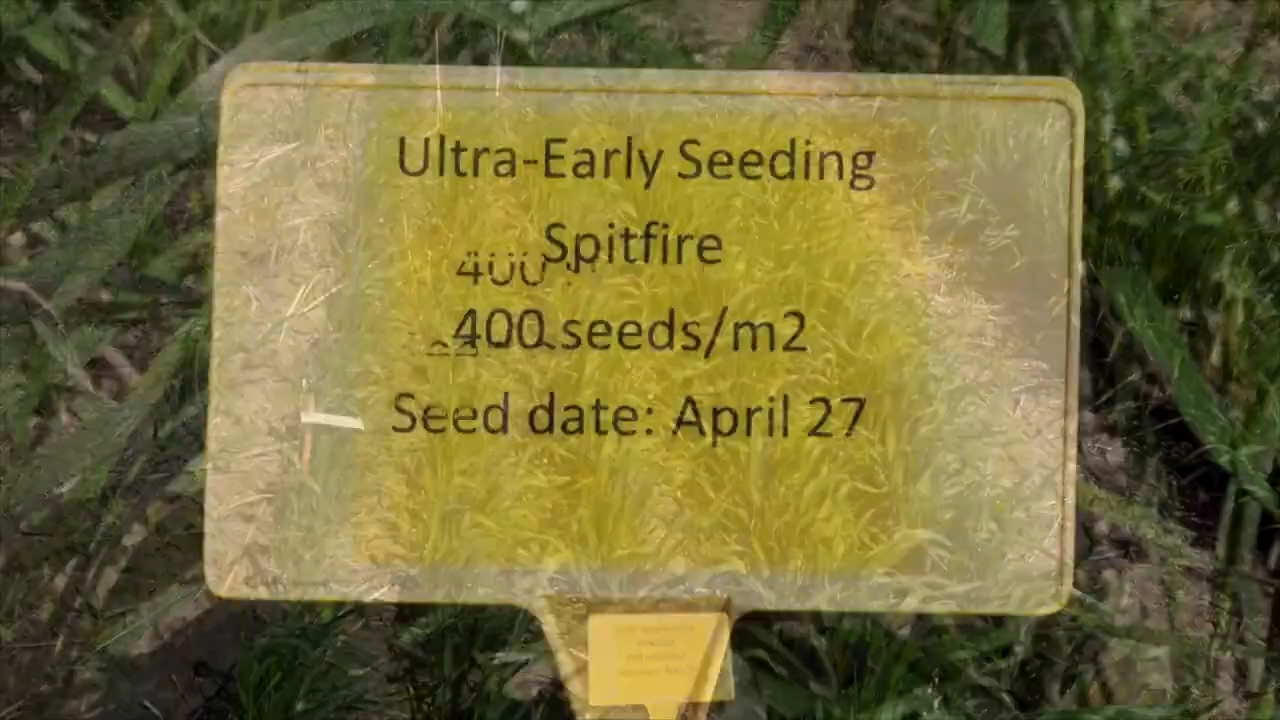 Ultra-Early Seeding
Spitfire
400
400 seeds/m2
Seed date: April 27